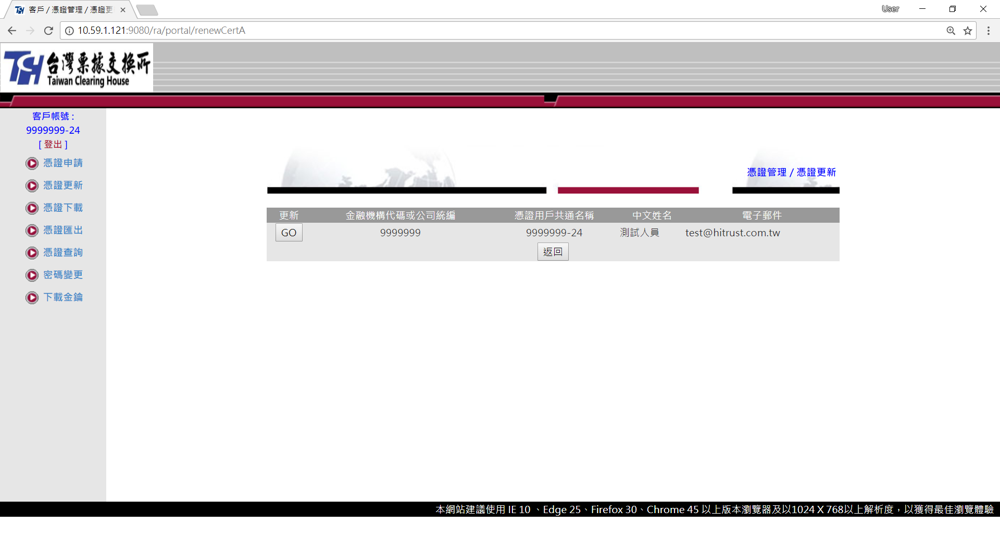 客戶 / 憑證管理 / 憑證更
User
10.59.1.121:9080/ra/portal/renewCertA
TCH 台灣票據交換所
Taiwan Clearing House
客戶帳號 :
9999999-24
[ 登出 ]
憑證申請
憑證更新
憑證下載
憑證匯出
憑證查詢
密碼變更
下載金鑰
憑證管理 / 憑證更新
更新 金融機構代碼或公司統編 憑證用戶共通名稱 中文姓名 電子郵件
GO 9999999 9999999-24 測試人員 test@hitrust.com.tw
返回
本網站建議使用 IE 10 、Edge 25、Firefox 30、Chrome 45 以上版本瀏覽器及以1024 X 768以上解析度，以獲得最佳瀏覽體驗